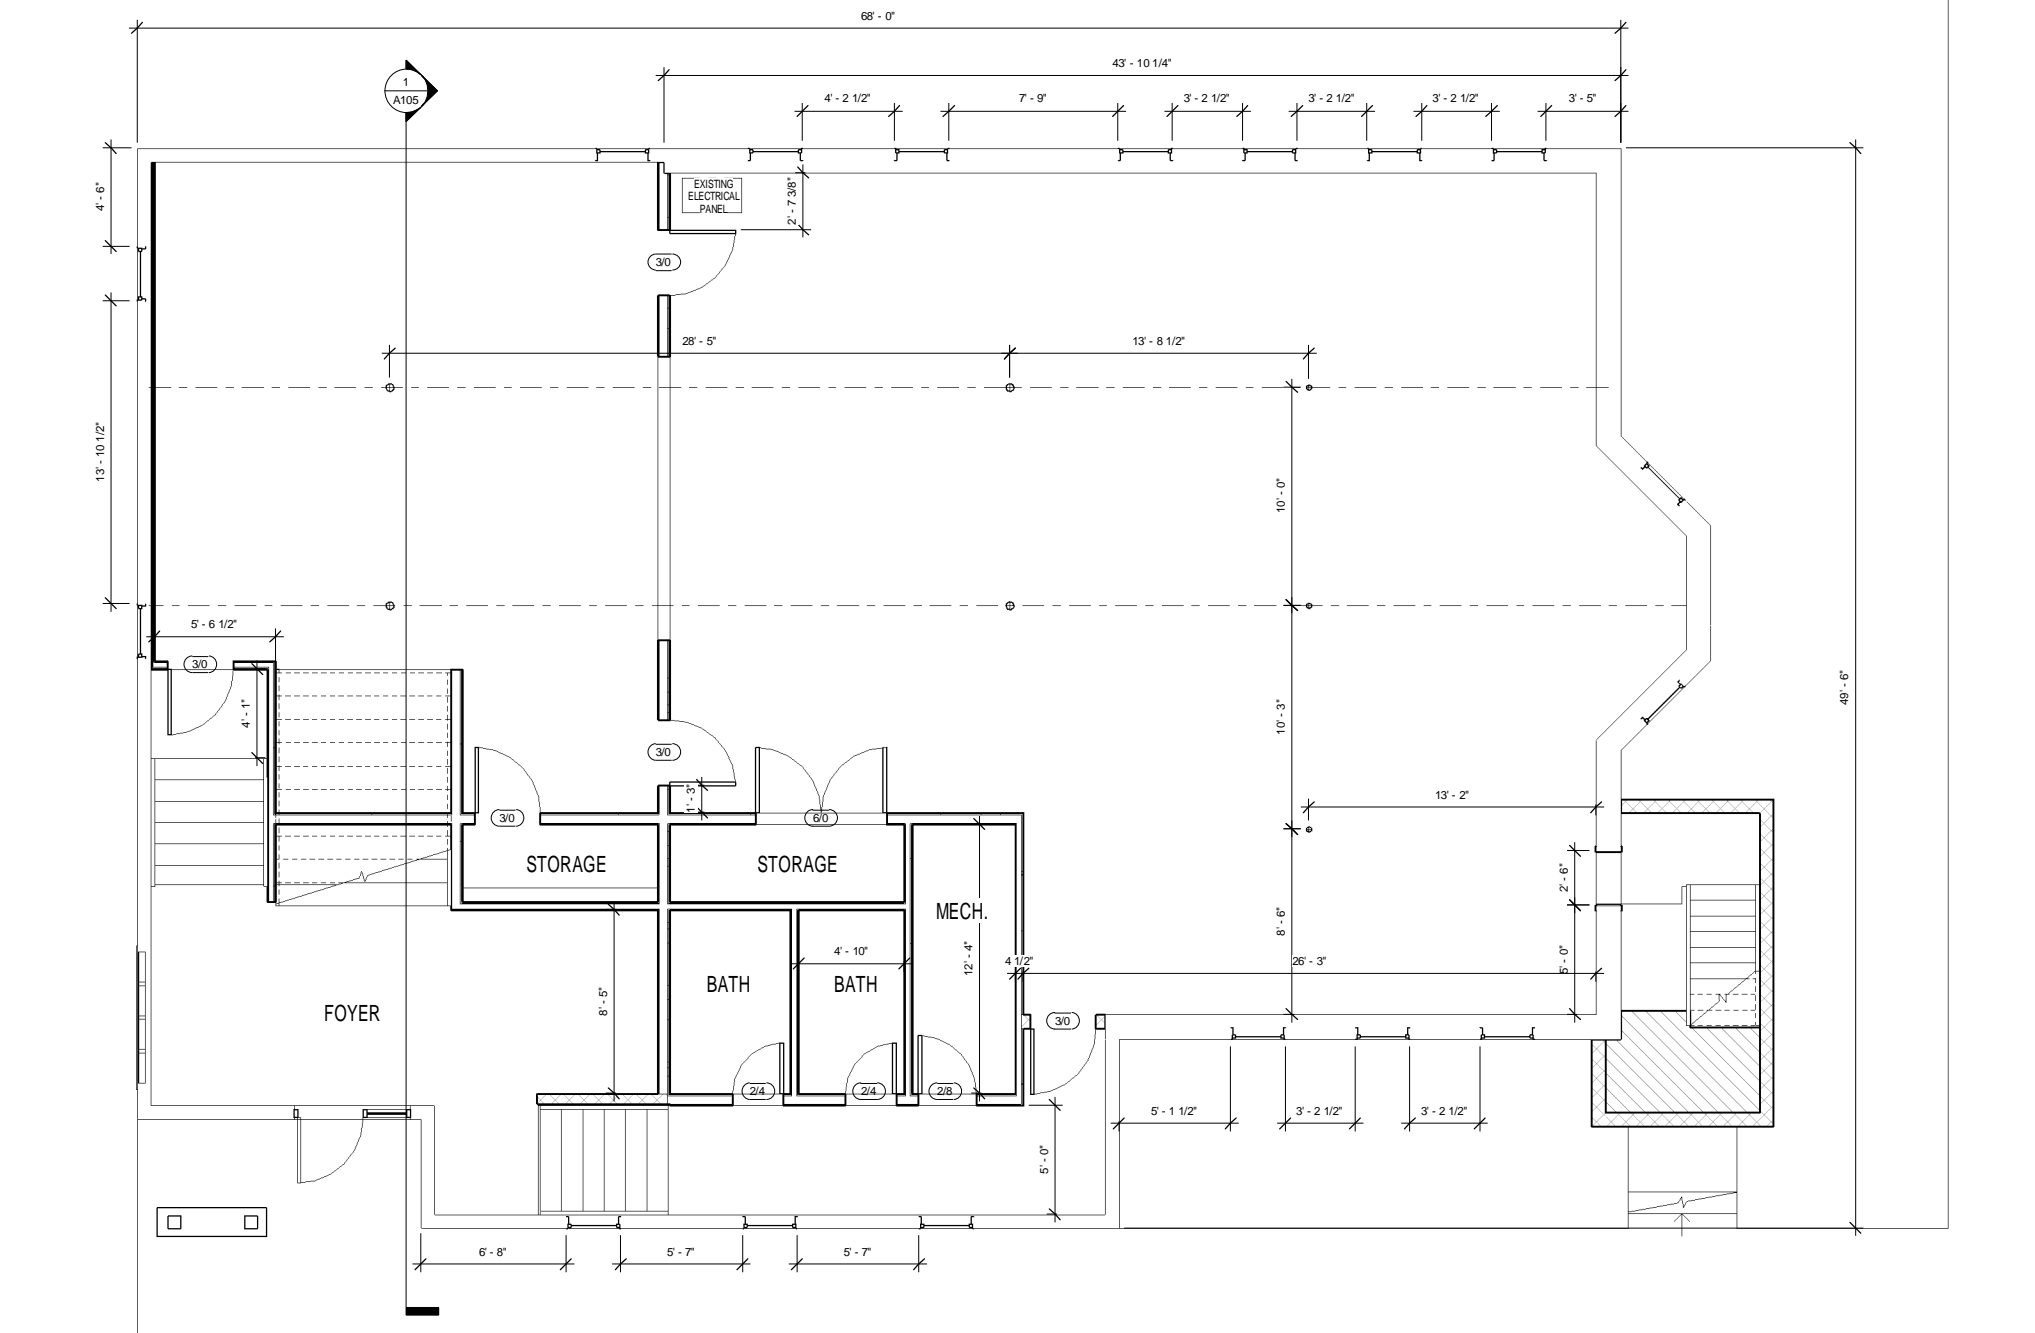 68' - 0"
43' - 10 1/4"
1
A105
4' - 2 1/2"
7' - 9"
3' - 2 1/2"
3' - 2 1/2"
3' - 2 1/2"
3' - 5"
4' - 6"
EXISTING
ELECTRICAL
PANEL
2' - 7 3/8"
3/0
28' - 5"
13' - 8 1/2"
13' - 10 1/2"
10' - 0"
5' - 6 1/2"
3/0
4' - 1"
10' - 3"
49' - 6"
3/0
1' - 3"
13' - 2"
3/0
6/0
STORAGE
STORAGE
2' - 6"
MECH.
8' - 6"
4' - 10"
12' - 4"
4 1/2"
26' - 3"
5' - 0"
BATH
BATH
8' - 5"
FOYER
3/0
2/4
2/4
2/8
5' - 1 1/2"
3' - 2 1/2"
3' - 2 1/2"
5' - 0"
6' - 8"
5' - 7"
5' - 7"